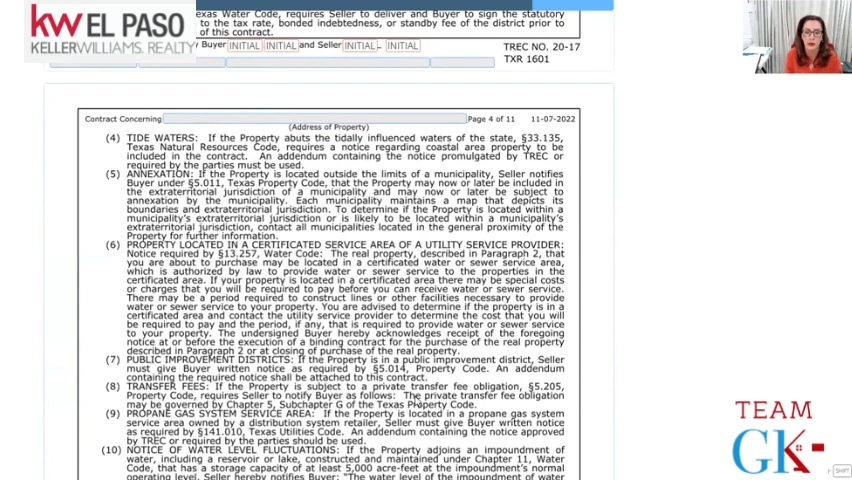 kw EL PASO
KELLERWILLIAMS. REALTY
exas Water Code, requires Seller to deliver and Buyer to sign the statutory
to the tax rate, bonded indebtedness, or standby fee of the district prior to
of this contract.
y Buyer INITIAL INITIAL and Seller INITIAL - INITIAL
TREC NO. 20-17
TXR 1601
Contract Concerning Page 4 of 11 11-07-2022
(Address of Property)
(4) TIDE WATERS: If the Property abuts the tidally influenced waters of the state, §33.135,
Texas Natural Resources Code, requires a notice regarding coastal area property to be
included in the contract. An addendum containing the notice promulgated by TREC or
required by the parties must be used.
(5) ANNEXATION: If the Property is located outside the limits of a municipality, Seller notifies
Buyer under §5.011, Texas Property Code, that the Property may now or later be included in
the extraterritorial jurisdiction of a municipality and may now or later be subject to
annexation by the municipality. Each municipality maintains a map that depicts its
boundaries and extraterritorial jurisdiction. To determine if the Property is located within a
municipality's extraterritorial jurisdiction or is likely to be located within a municipality's
extraterritorial jurisdiction, contact all municipalities located in the general proximity of the
Property for further information.
(6) PROPERTY LOCATED IN A CERTIFICATED SERVICE AREA OF A UTILITY SERVICE PROVIDER:
Notice required by §13.257, Water Code: The real property, described in Paragraph 2, that
you are about to purchase may be located in a certificated water or sewer service area,
which is authorized by law to provide water or sewer service to the properties in the
certificated area. If your property is located in a certificated area there may be special costs
or charges that you will be required to pay before you can receive water or sewer service.
There may be a period required to construct lines or other facilities necessary to provide
water or sewer service to your property. You are advised to determine if the property is in a
certificated area and contact the utility service provider to determine the cost that you will
be required to pay and the period, if any, that is required to provide water or sewer service
to your property. The undersigned Buyer hereby acknowledges receipt of the foregoing
notice at or before the execution of a binding contract for the purchase of the real property
described in Paragraph 2 or at closing of purchase of the real property.
(7) PUBLIC IMPROVEMENT DISTRICTS: If the Property is in a public improvement district, Seller
must give Buyer written notice as required by §5.014, Property Code. An addendum
containing the required notice shall be attached to this contract.
(8) TRANSFER FEES: If the Property is subject to a private transfer fee obligation, §5.205,
Property Code, requires Seller to notify Buyer as follows: The private transfer fee obligation
may be governed by Chapter 5, Subchapter G of the Texas Property Code.
(9) PROPANE GAS SYSTEM SERVICE AREA: If the Property is located in a propane gas system
service area owned by a distribution system retailer, Seller must give Buyer written notice
as required by §141.010, Texas Utilities Code. An addendum containing the notice approved
by TREC or required by the parties should be used.
(10) NOTICE OF WATER LEVEL FLUCTUATIONS: If the Property adjoins an impoundment of
water, including a reservoir or lake, constructed and maintained under Chapter 11, Water
Code, that has a storage capacity of at least 5,000 acre-feet at the impoundment's normal
operating level, Seller hereby notifies Buyer: "The water level of the impoundment of water
TEAM
GK
SHIFT